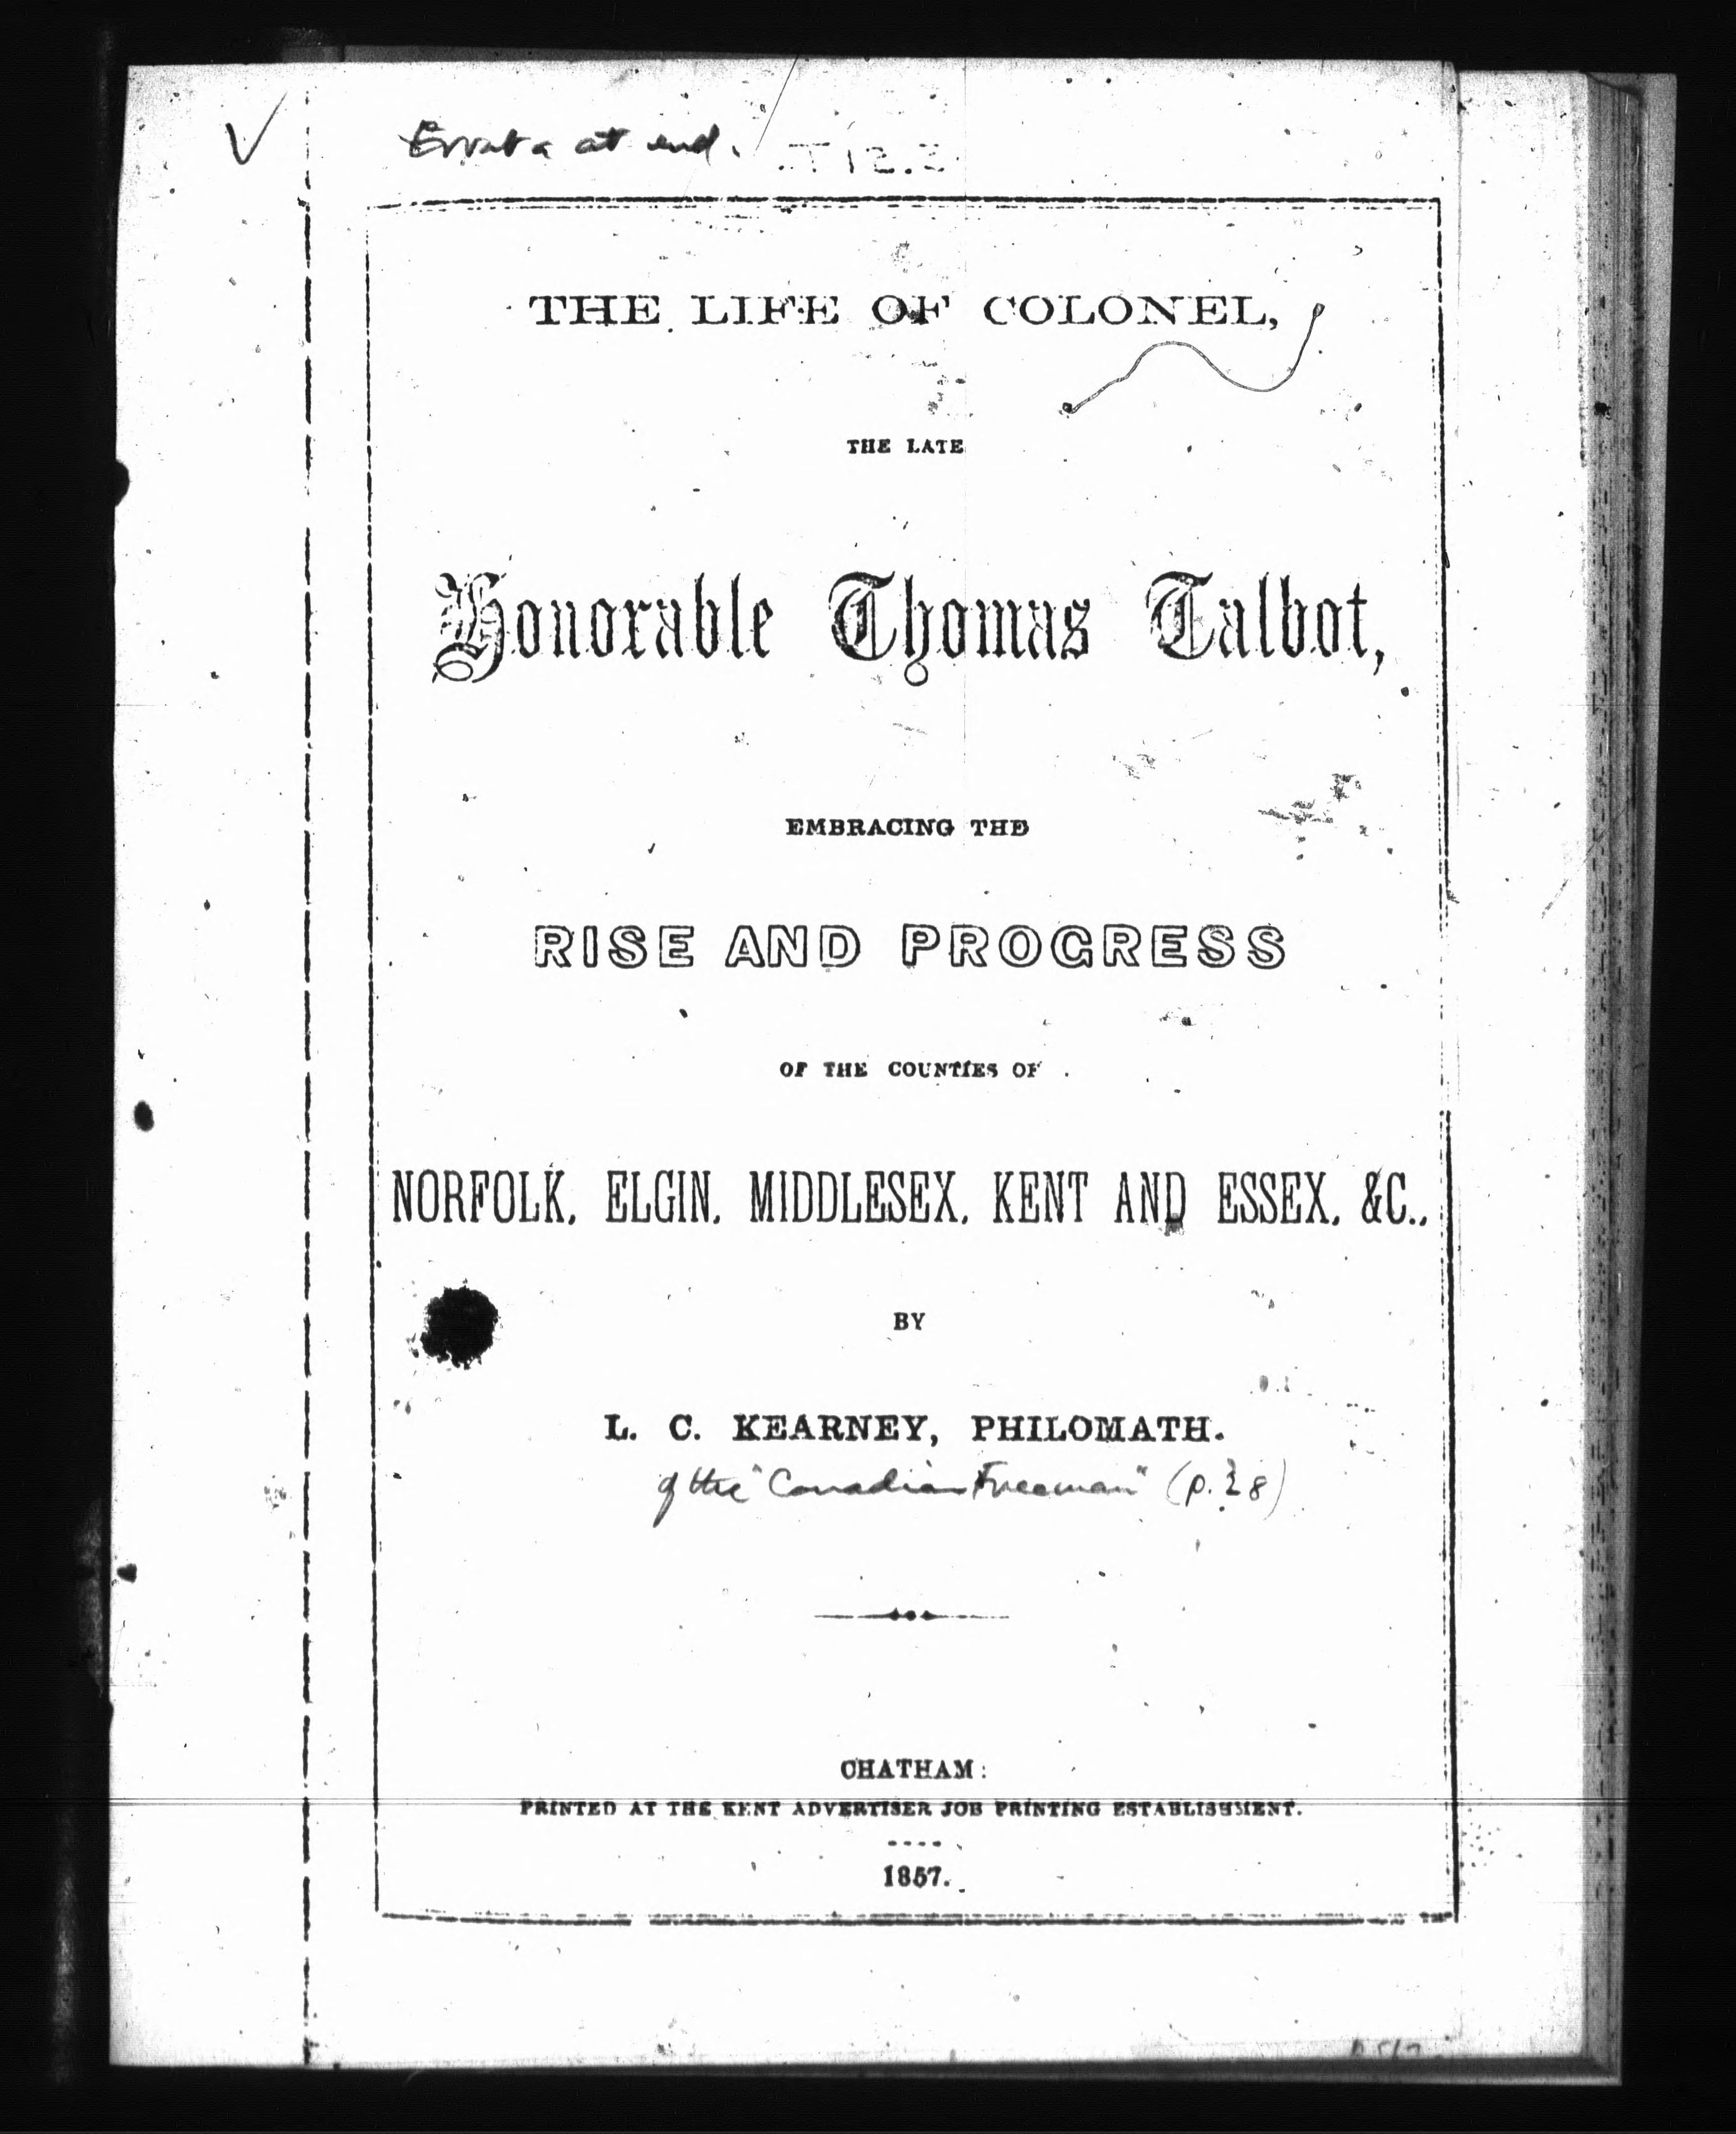 Errata at end.
THE LIFE OF COLONEL,
THE LATE
Honorable Thomas Talbot,
EMBRACING THE
RISE AND PROGRESS
OF THE COUNTIES OF
NORFOLK, ELGIN, MIDDLESEX, KENT AND ESSEX, &C.,
BY
L. C. KEARNEY, PHILOMATH.
of the "Canadian Freeman" (p. 28)
CHATHAM:
PRINTED AT THE KENT ADVERTISER JOB PRINTING ESTABLISHMENT.
1857.